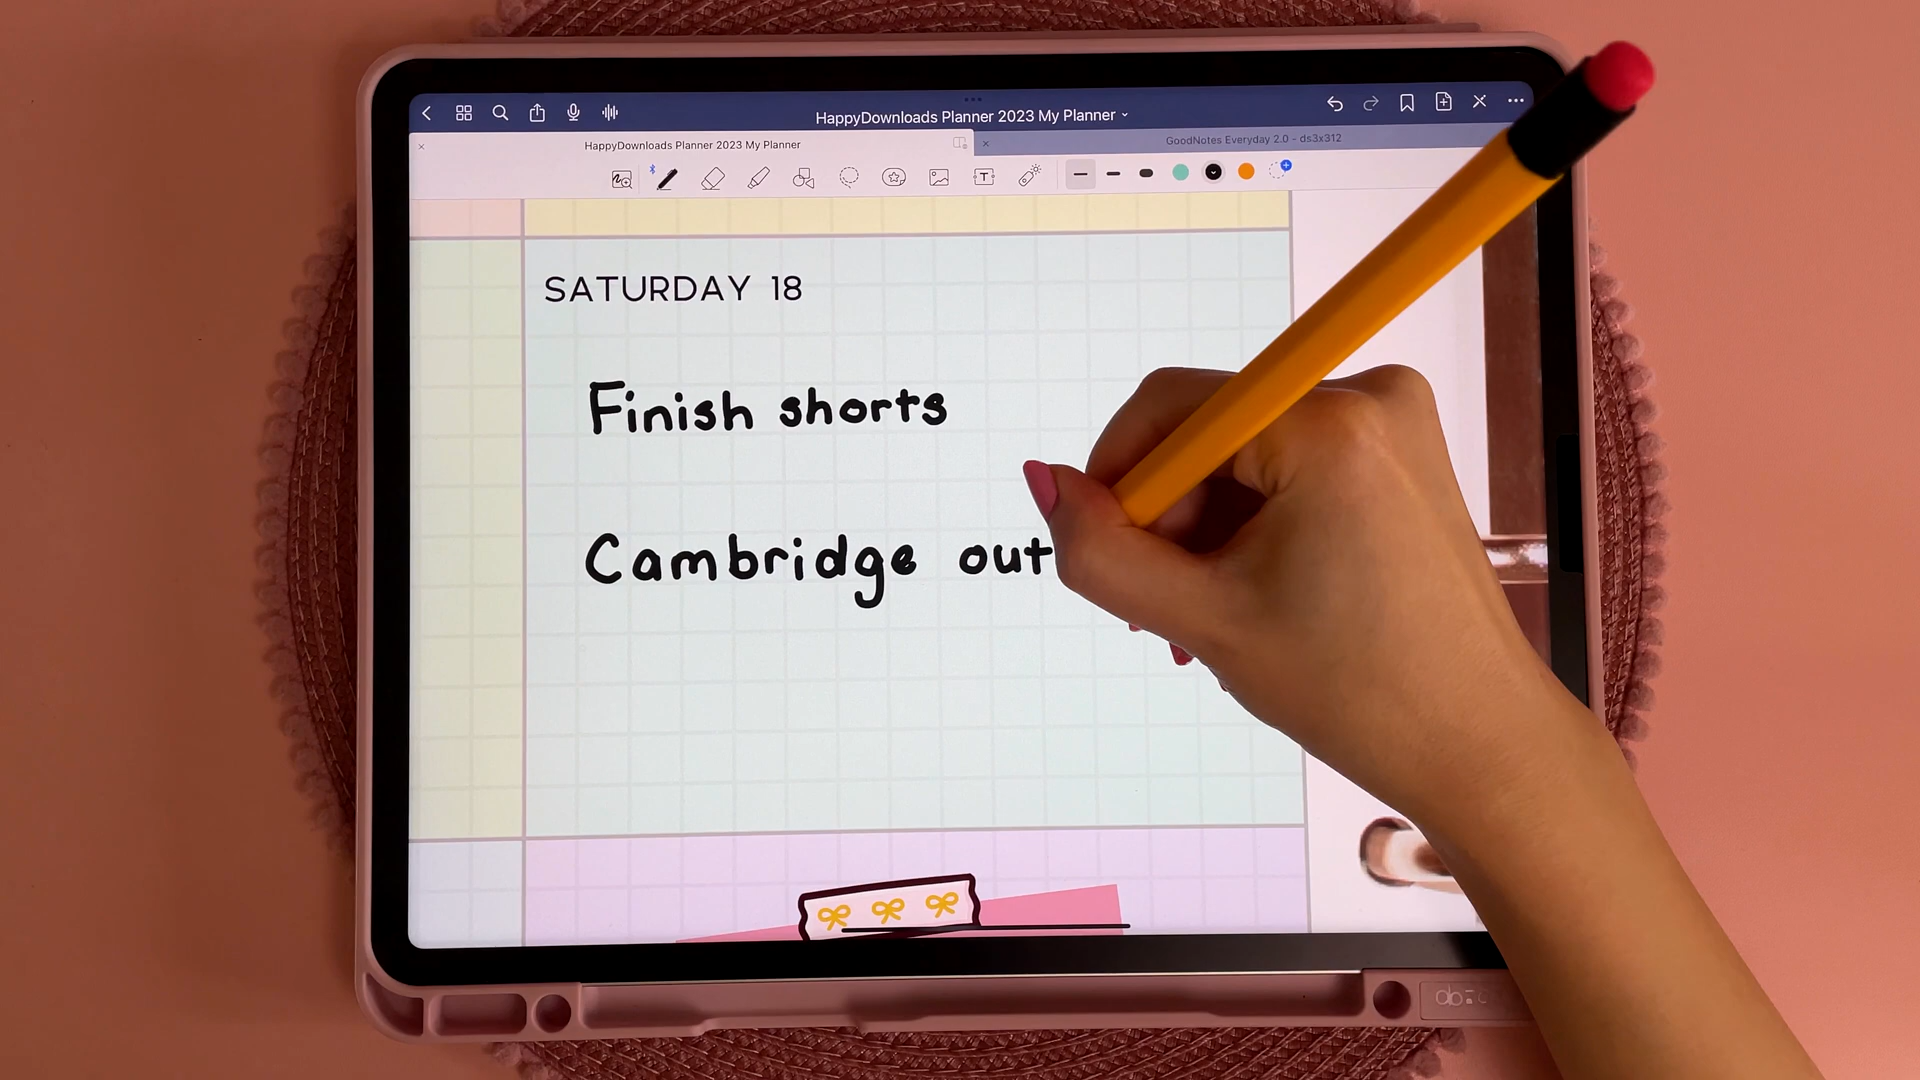 HappyDownloads Planner 2023 My Planner
HappyDownloads Planner 2023 My Planner
GoodNotes Everyday 2.0 - ds3x312
T
SATURDAY 18
Finish shorts
Cambridge out